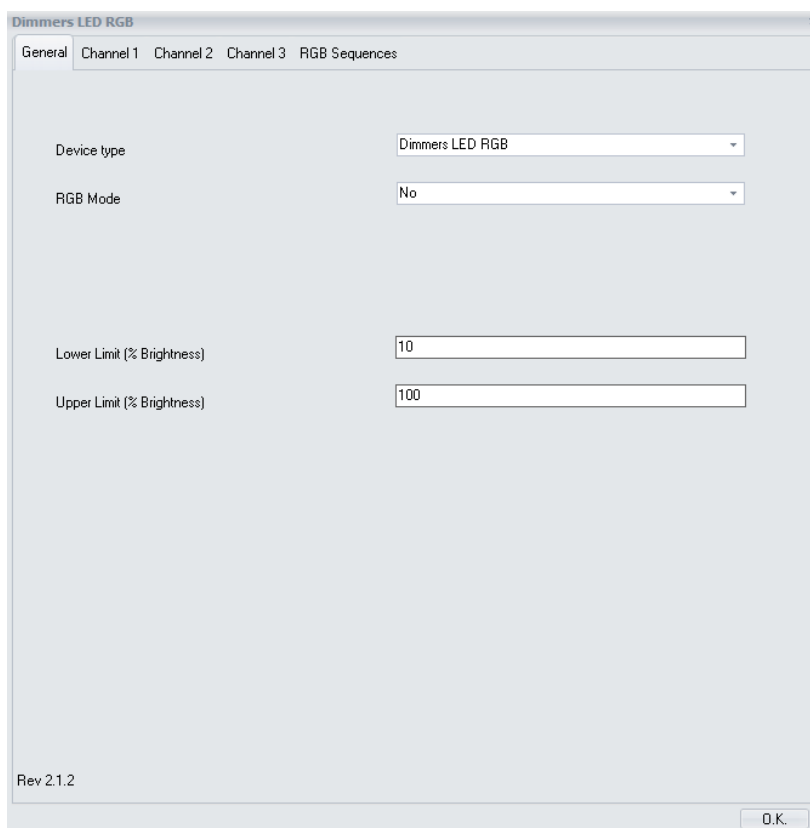 Dimmers LED RGB
General Channel 1 Channel 2 Channel 3 RGB Sequences
Device type Dimmers LED RGB
RGB Mode No
Lower Limit (% Brightness) 10
Upper Limit (% Brightness) 100
Rev 2.1.2
O.K.